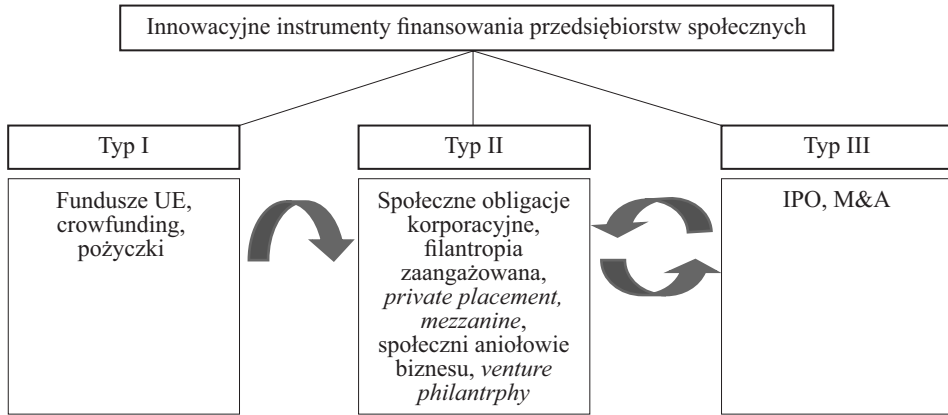 Innowacyjne instrumenty finansowania przedsiębiorstw społecznych
Typ I
Typ II
Typ III
Fundusze UE,
crowfunding,
pożyczki
Społeczne obligacje
korporacyjne,
filantropia
zaangażowana,
private placement,
mezzanine,
społeczni aniołowie
biznesu, venture
philantrphy
IPO, M&A